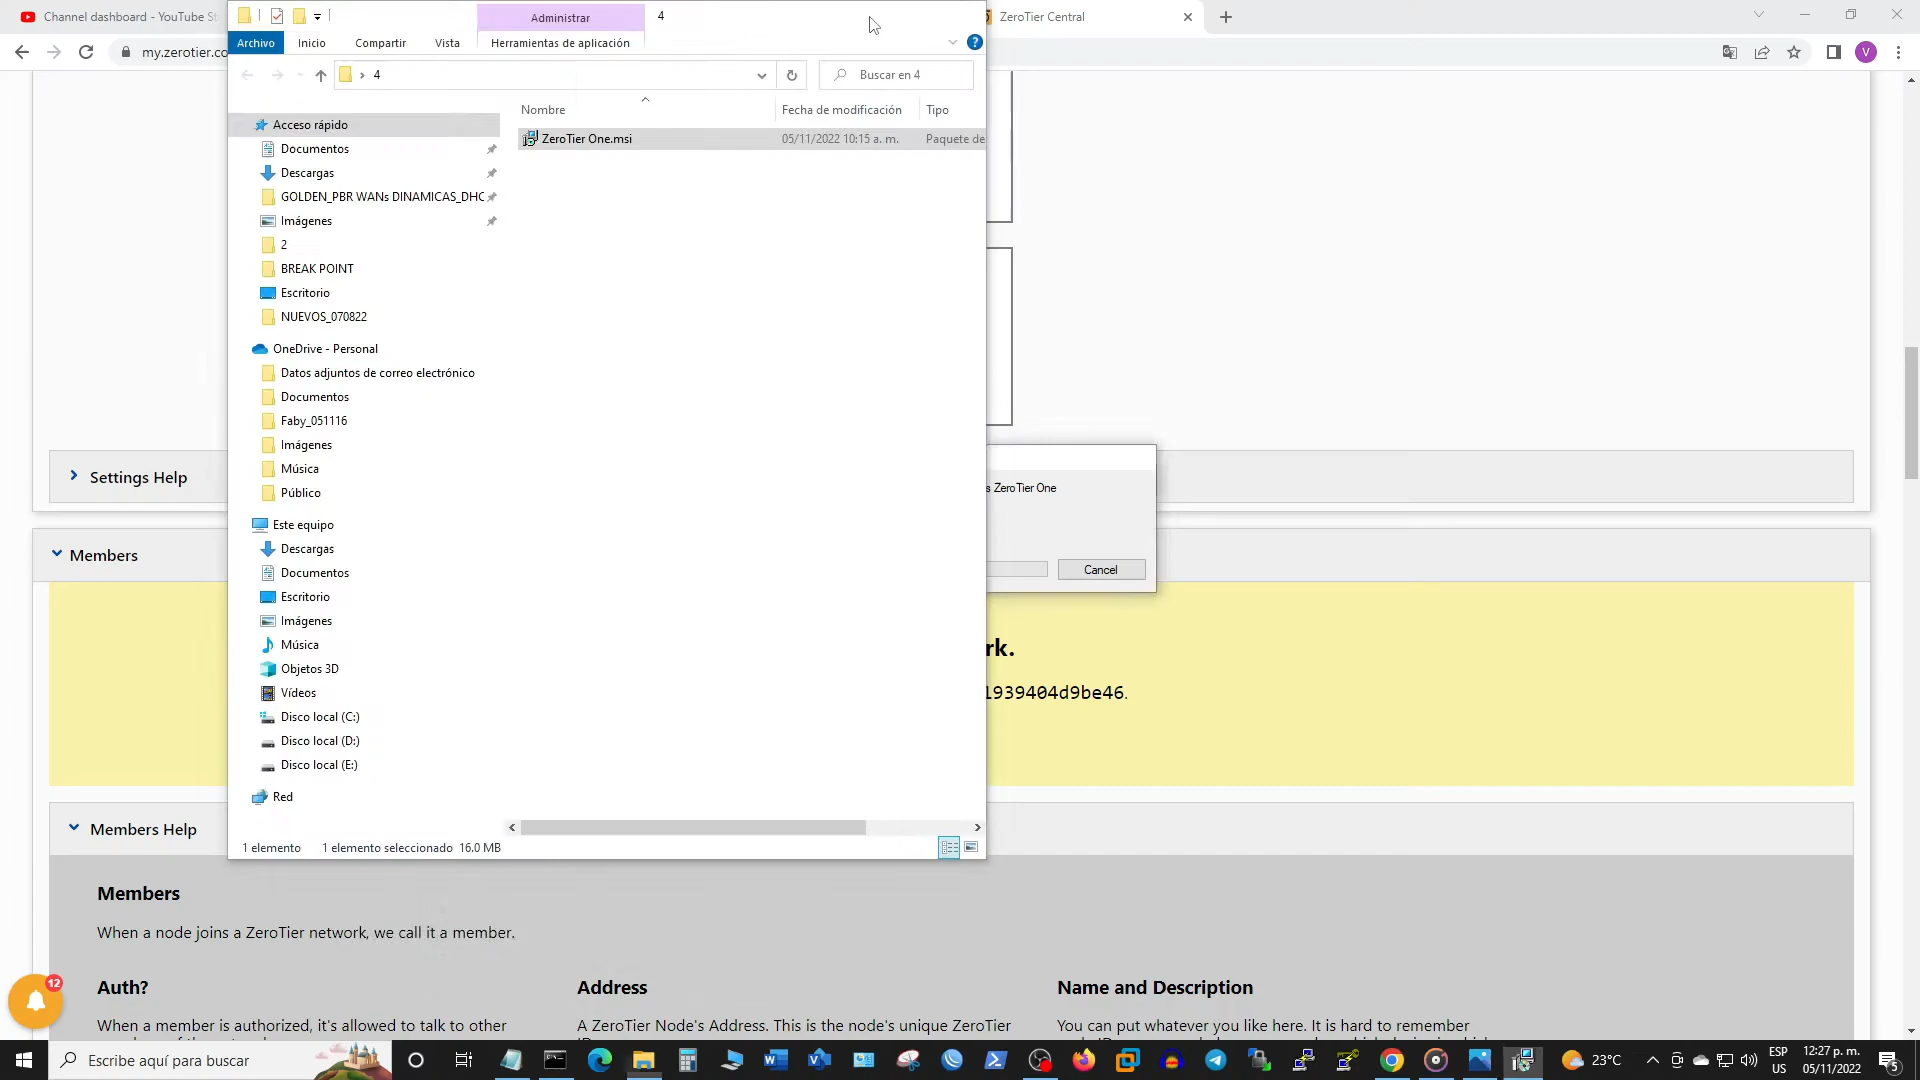 Channel dashboard - YouTube St
Administrar
4
ZeroTier Central
Archivo
Inicio
Compartir
Vista
Herramientas de aplicación
my.zerotier.co
4
Buscar en 4
V
Nombre
Fecha de modificación
Tipo
Acceso rápido
ZeroTier One.msi
05/11/2022 10:15 a. m.
Paquete de
Documentos
Descargas
GOLDEN_PBR WANs DINAMICAS_DHC
Imágenes
2
BREAK POINT
Escritorio
NUEVOS_070822
OneDrive - Personal
Datos adjuntos de correo electrónico
Documentos
Faby_051116
Imágenes
Música
Público
Este equipo
Descargas
Documentos
Escritorio
Imágenes
Música
Objetos 3D
Vídeos
Disco local (C:)
Disco local (D:)
Disco local (E:)
Red
1 elemento
1 elemento seleccionado 16.0 MB
s ZeroTier One
Cancel
Settings Help
Members
rk.
1939404d9be46.
Members Help
Members
When a node joins a ZeroTier network, we call it a member.
Auth?
Address
Name and Description
When a member is authorized, it's allowed to talk to other
A ZeroTier Node's Address. This is the node's unique ZeroTier
You can put whatever you like here. It is hard to remember
12
Escribe aquí para buscar
23°C
ESP
US
12:27 p. m.
05/11/2022
5